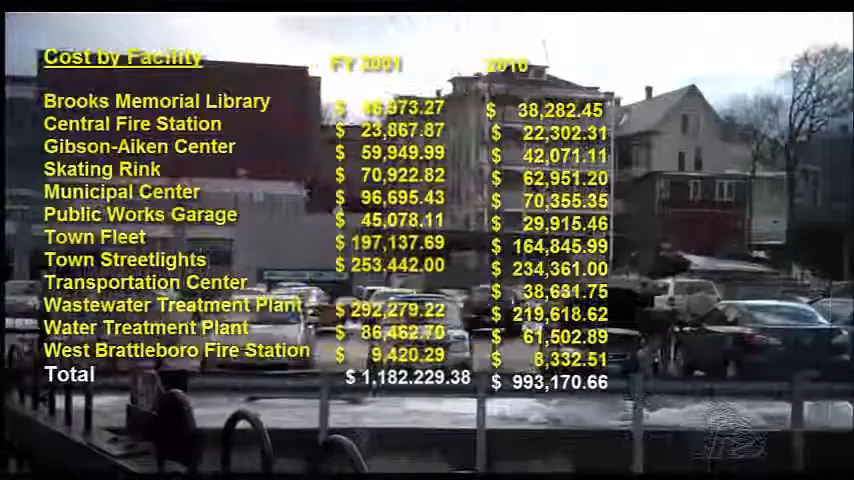 Cost by Facility FY 2001 2010
Brooks Memorial Library $ 46,973.27 $ 38,282.45
Central Fire Station $ 23,867.87 $ 22,302.31
Gibson-Aiken Center $ 59,949.99 $ 42,071.11
Skating Rink $ 70,922.82 $ 62,951.20
Municipal Center $ 96,695.43 $ 70,355.35
Public Works Garage $ 45,078.11 $ 29,915.46
Town Fleet $ 197,137.69 $ 164,845.99
Town Streetlights $ 253,442.00 $ 234,361.00
Transportation Center $ 38,631.75
Wastewater Treatment Plant $ 292,279.22 $ 219,618.62
Water Treatment Plant $ 86,462.70 $ 61,502.89
West Brattleboro Fire Station $ 9,420.29 $ 8,332.51
Total $ 1.182.229.38 $ 993,170.66